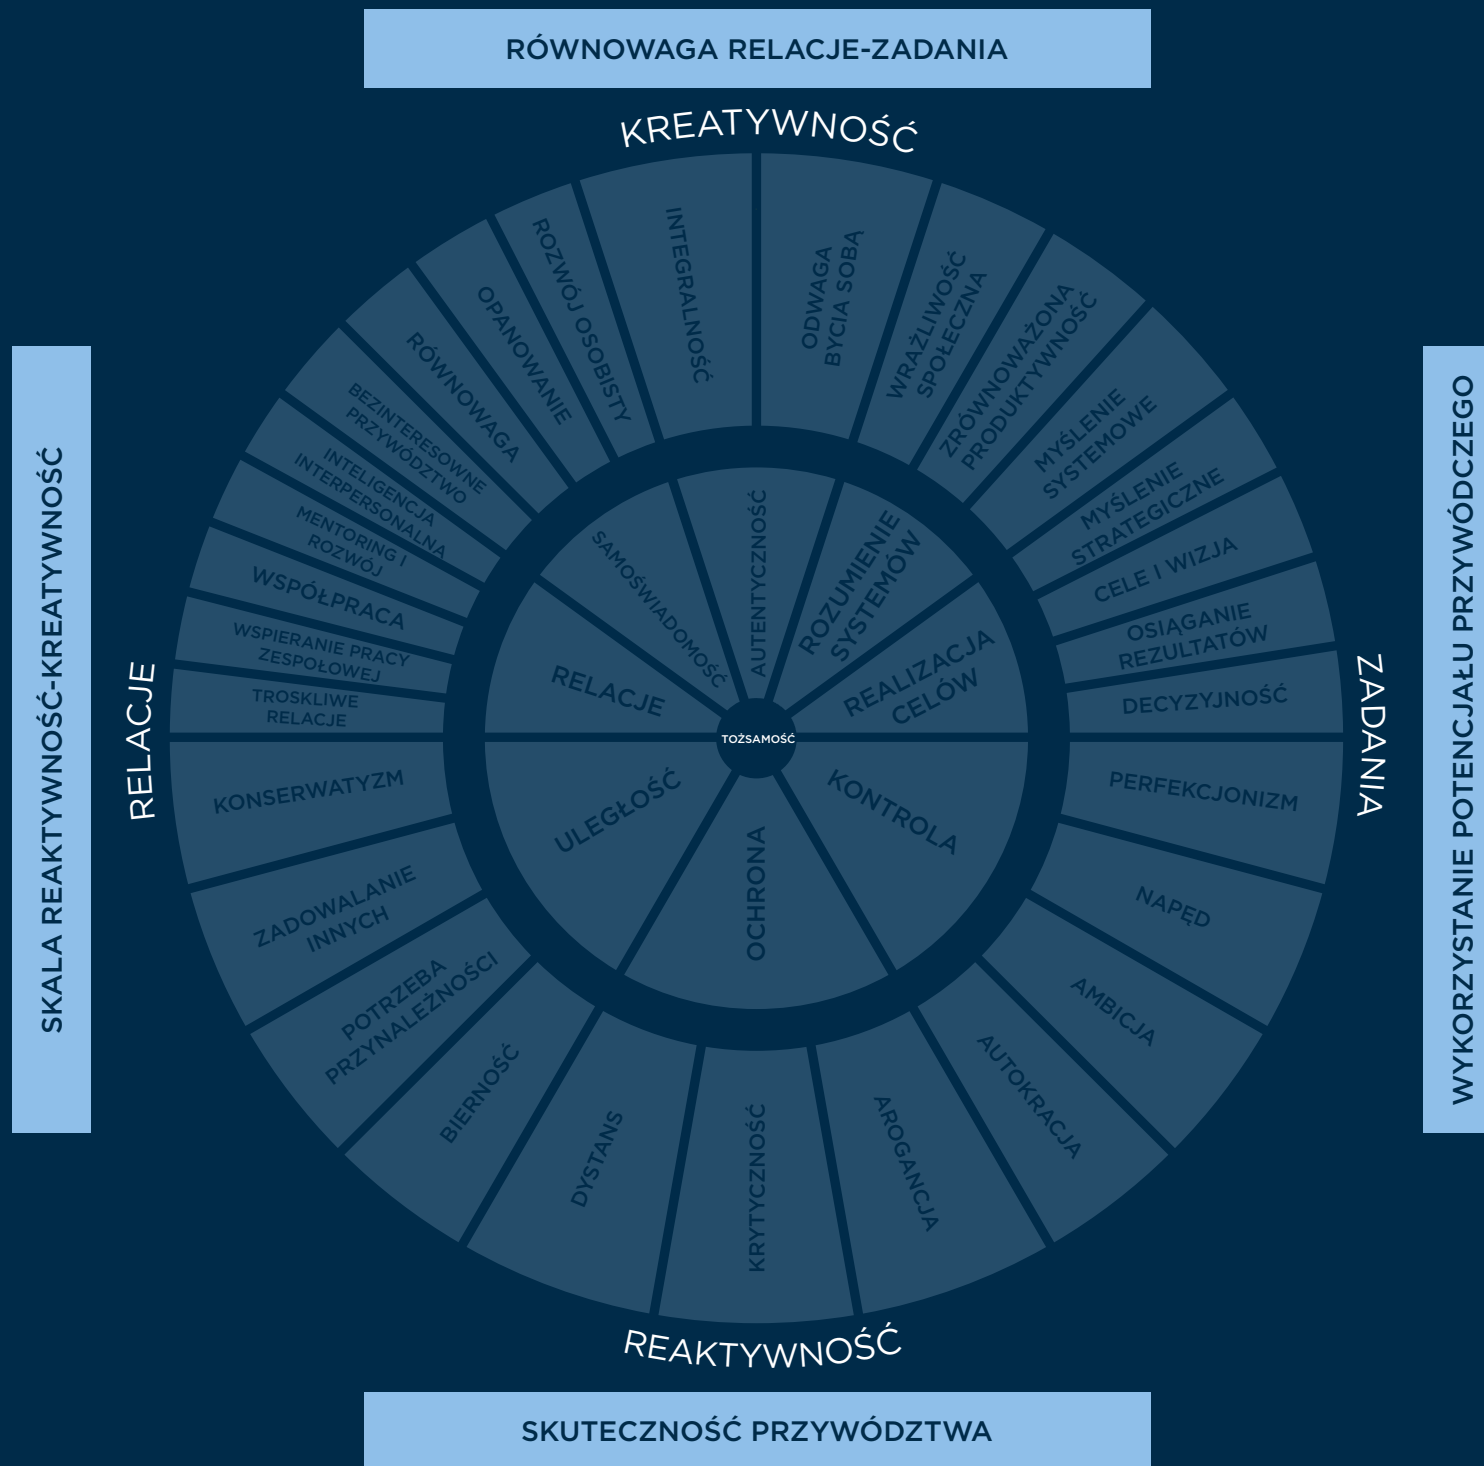 RÓWNOWAGA RELACJE-ZADANIA
KREATYWNOŚĆ
SKALA REAKTYWNOŚĆ-KREATYWNOŚĆ
RELACJE
TROSKLIWE
RELACJE
WSPIERANIE PRACY
ZESPOŁOWEJ
WSPÓŁPRACA
MENTORING I
ROZWÓJ
INTELIGENCJA
INTERPERSONALNA
BEZINTERESOWNE
PRZYWÓDZTWO
RÓWNOWAGA
OPANOWANIE
ROZWÓJ OSOBISTY
INTEGRALNOŚĆ
ODWAGA
BYCIA SOBĄ
WRAŻLIWOŚĆ
SPOŁECZNA
ZRÓWNOWAŻONA
PRODUKTYWNOŚĆ
MYŚLENIE
SYSTEMOWE
MYŚLENIE
STRATEGICZNE
CELE I WIZJA
OSIĄGANIE
REZULTATÓW
DECYZYJNOŚĆ
RELACJE
SAMOŚWIADOMOŚĆ
AUTENTYCZNOŚĆ
ROZUMIENIE
SYSTEMÓW
REALIZACJA
CELÓW
TOŻSAMOŚĆ
ULEGŁOŚĆ
OCHRONA
KONTROLA
KONSERWATYZM
ZADOWALANIE
INNYCH
POTRZEBA
PRZYNALEŻNOŚCI
BIERNOŚĆ
DYSTANS
KRYTYCZNOŚĆ
AROGANCJA
AUTOKRACJA
AMBICJA
NAPĘD
PERFEKCJONIZM
ZADANIA
WYKORZYSTANIE POTENCJAŁU PRZYWÓDCZEGO
REAKTYWNOŚĆ
SKUTECZNOŚĆ PRZYWÓDZTWA